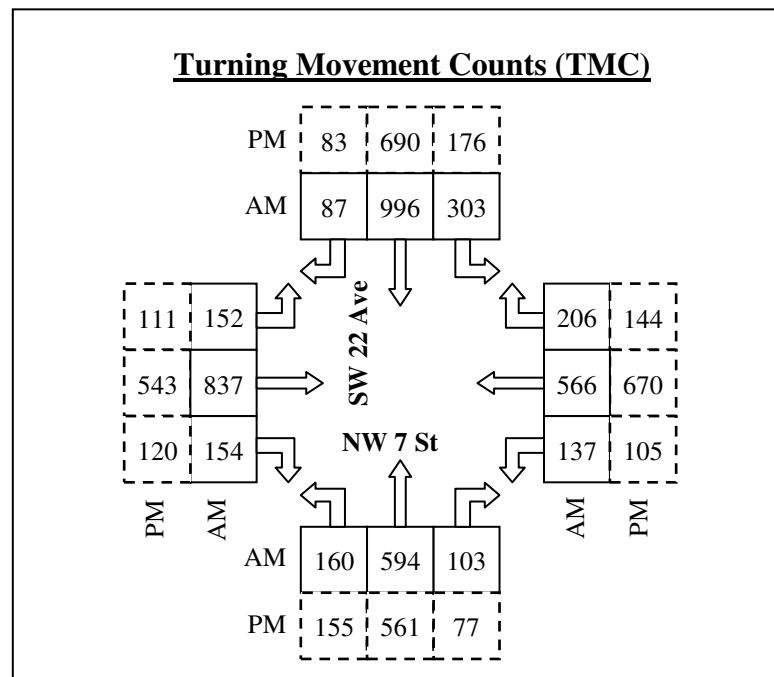 Turning Movement Counts (TMC)
PM 83 690 176
AM 87 996 303
111 152 206 144
543 837 SW 22 Ave 566 670
120 154 NW 7 St 137 105
PM AM AM PM
AM 160 594 103
PM 155 561 77